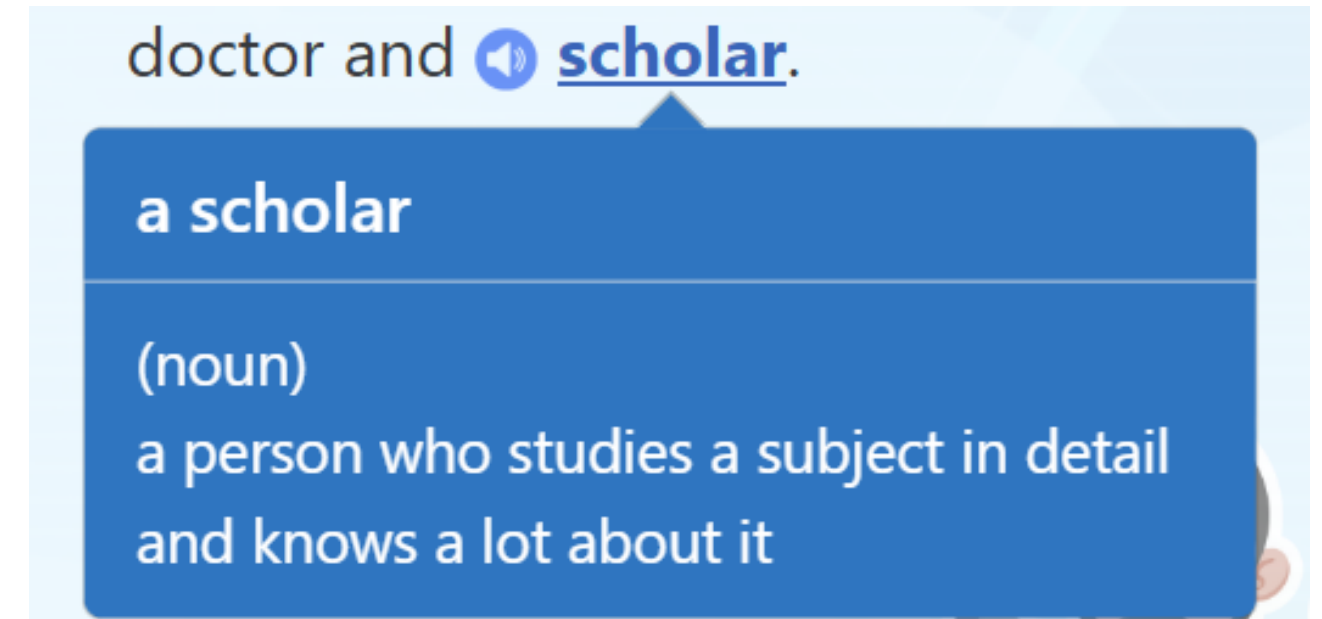 doctor and scholar.
a scholar
(noun)
a person who studies a subject in detail
and knows a lot about it